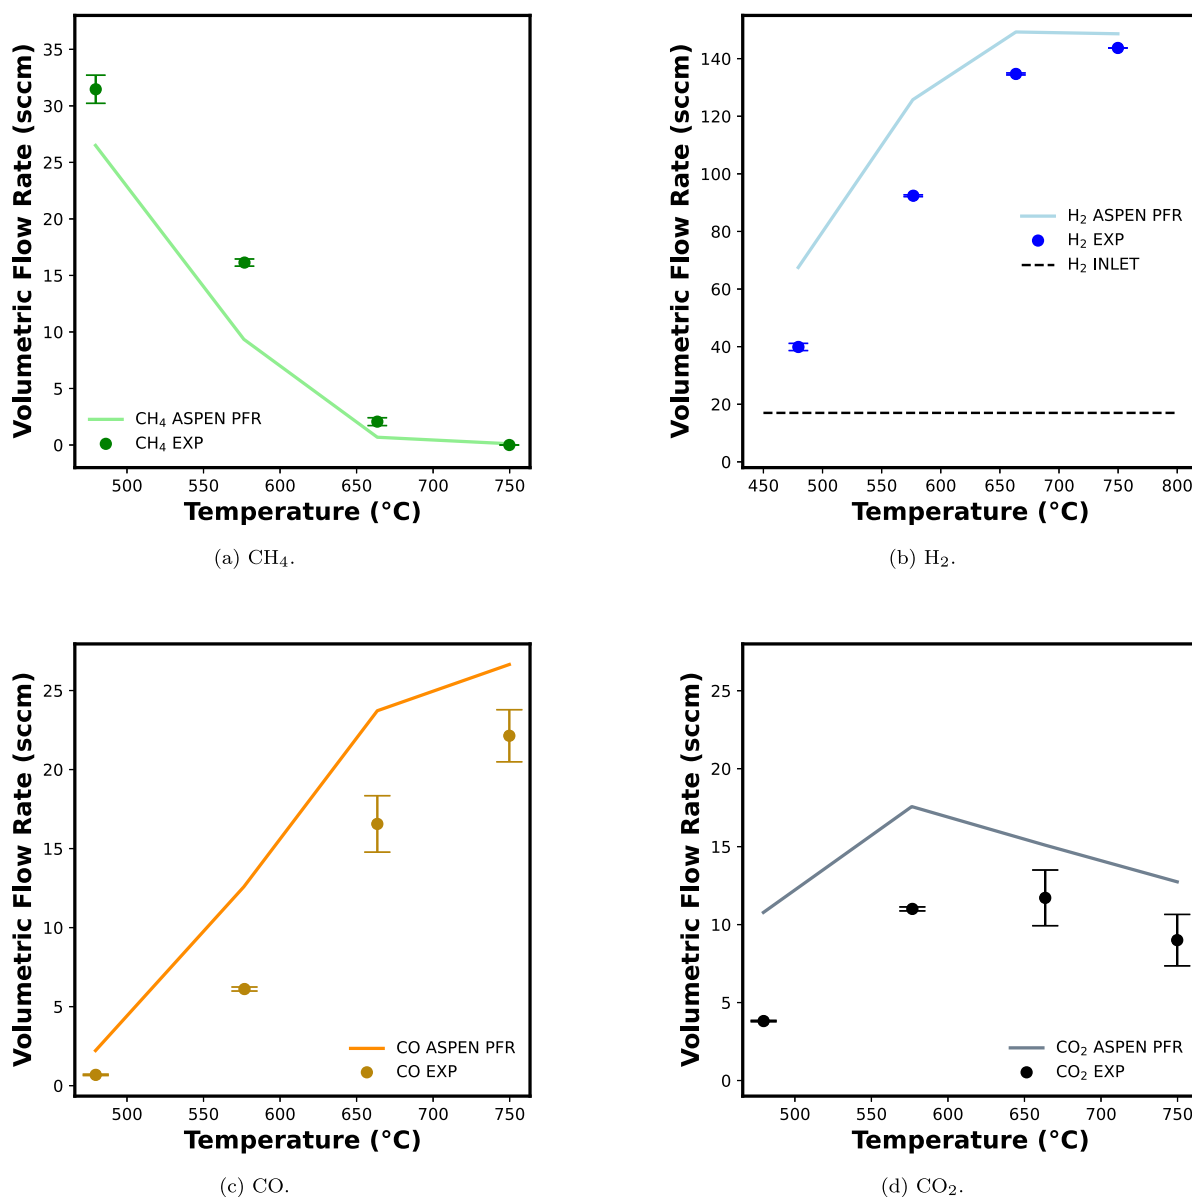 Volumetric Flow Rate (sccm)
35
30
25
20
15
10
5
0
CH₄ ASPEN PFR
CH₄ EXP
500 550 600 650 700 750
Temperature (°C)
(a) CH₄.
Volumetric Flow Rate (sccm)
140
120
100
80
60
40
20
0
H₂ ASPEN PFR
H₂ EXP
H₂ INLET
450 500 550 600 650 700 750 800
Temperature (°C)
(b) H₂.
Volumetric Flow Rate (sccm)
25
20
15
10
5
0
CO ASPEN PFR
CO EXP
500 550 600 650 700 750
Temperature (°C)
(c) CO.
Volumetric Flow Rate (sccm)
25
20
15
10
5
0
CO₂ ASPEN PFR
CO₂ EXP
500 550 600 650 700 750
Temperature (°C)
(d) CO₂.